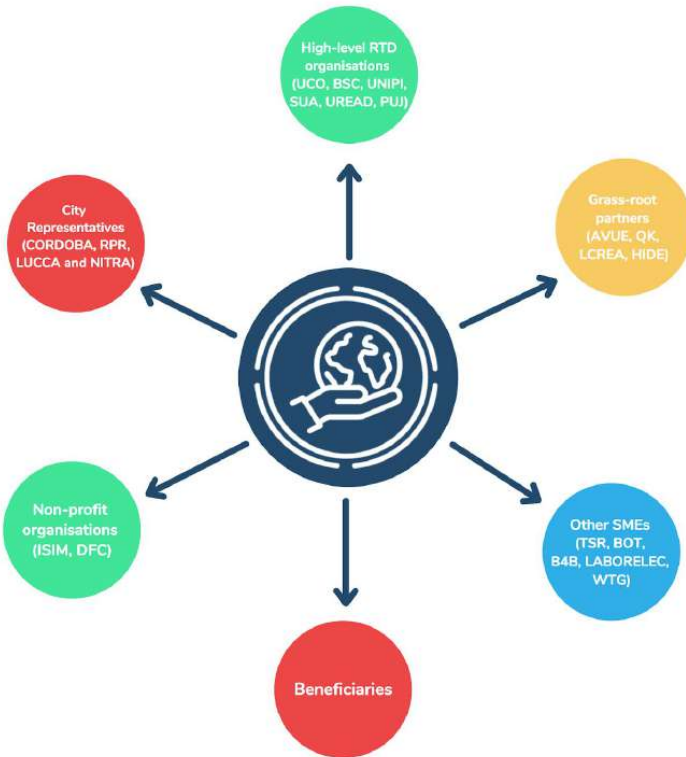 High-level RTD
organisations
(UCO, BSC, UNIPI,
SUA, UREAD, PUJ)
City
Representatives
(CORDOBA, RPR,
LUCCA and NITRA)
Grass-root
partners
(AVUE, QK,
LCREA, HIDE)
Non-profit
organisations
(ISIM, DFC)
Other SMEs
(TSR, BOT,
B4B, LABORELEC,
WTG)
Beneficiaries